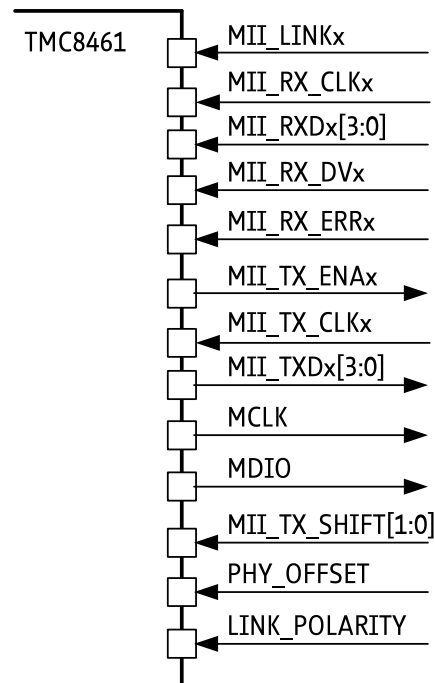 TMC8461
MII_LINKx
MII_RX_CLKx
MII_RXDx[3:0]
MII_RX_DVx
MII_RX_ERRx
MII_TX_ENAx
MII_TX_CLKx
MII_TXDx[3:0]
MCLK
MDIO
MII_TX_SHIFT[1:0]
PHY_OFFSET
LINK_POLARITY